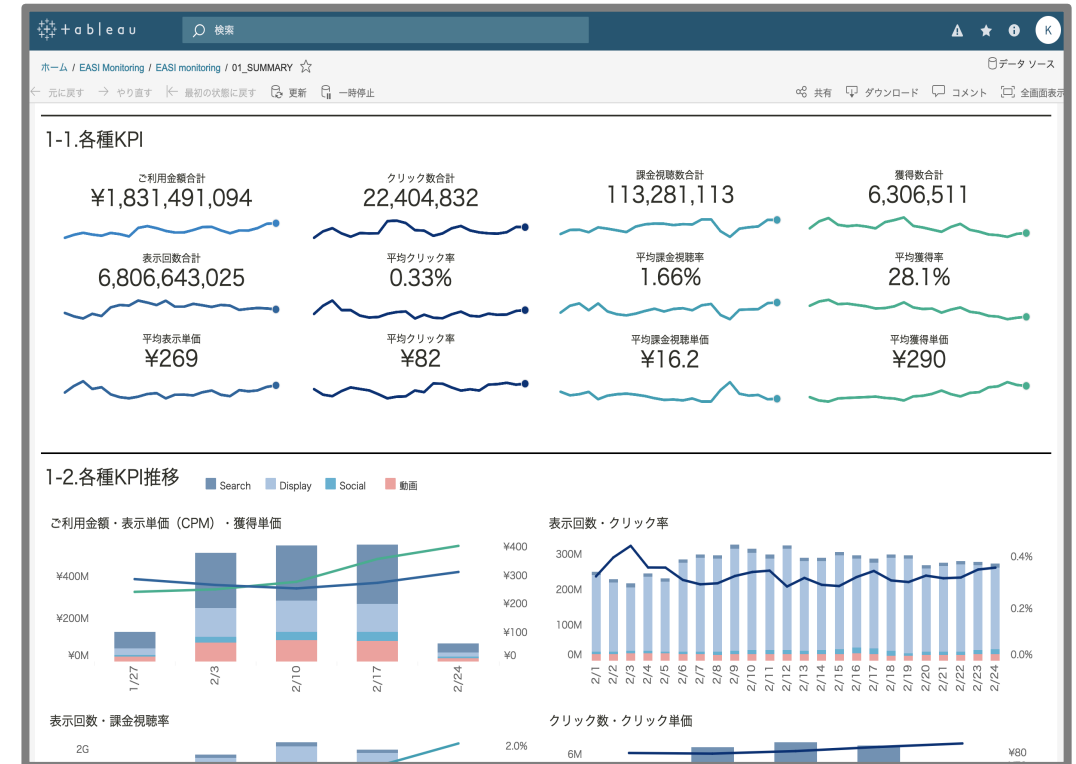 tableau
検索
K
ホーム / EASI Monitoring / EASI monitoring / 01_SUMMARY
データ ソース
元に戻す やり直す 最初の状態に戻す 更新 一時停止
共有 ダウンロード コメント 全画面表示
1-1.各種KPI
ご利用金額合計
¥1,831,491,094
クリック数合計
22,404,832
課金視聴数合計
113,281,113
獲得数合計
6,306,511
表示回数合計
6,806,643,025
平均クリック率
0.33%
平均課金視聴率
1.66%
平均獲得率
28.1%
平均表示単価
¥269
平均クリック率
¥82
平均課金視聴単価
¥16.2
平均獲得単価
¥290
1-2.各種KPI推移
Search Display Social 動画
ご利用金額・表示単価（CPM）・獲得単価
¥400M
¥200M
¥0M
¥400
¥300
¥200
¥100
¥0
1/27 2/3 2/10 2/17 2/24
表示回数・クリック率
300M
200M
100M
0M
0.4%
0.2%
0.0%
2/1 2/2 2/3 2/4 2/5 2/6 2/7 2/8 2/9 2/10 2/11 2/12 2/13 2/14 2/15 2/16 2/17 2/18 2/19 2/20 2/21 2/22 2/23 2/24
表示回数・課金視聴率
2G
2.0%
クリック数・クリック単価
6M
¥80